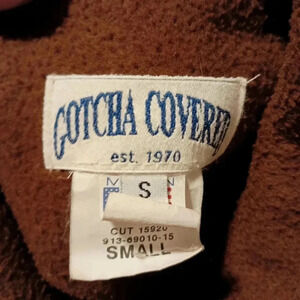 GOTCHA COVERED
est. 1970
M S N
CUT 15920
913-69010-15
SMALL